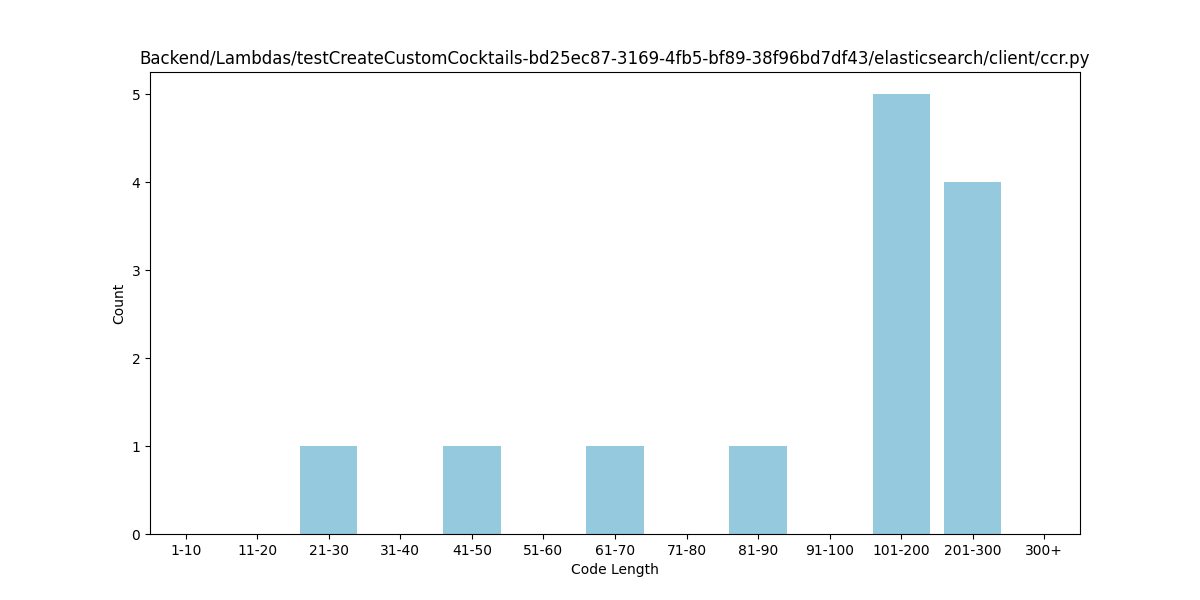 Backend/Lambdas/testCreateCustomCocktails-bd25ec87-3169-4fb5-bf89-38f96bd7df43/elasticsearch/client/ccr.py
5
4
3
2
1
0
Count
1-10 11-20 21-30 31-40 41-50 51-60 61-70 71-80 81-90 91-100 101-200 201-300 300+
Code Length